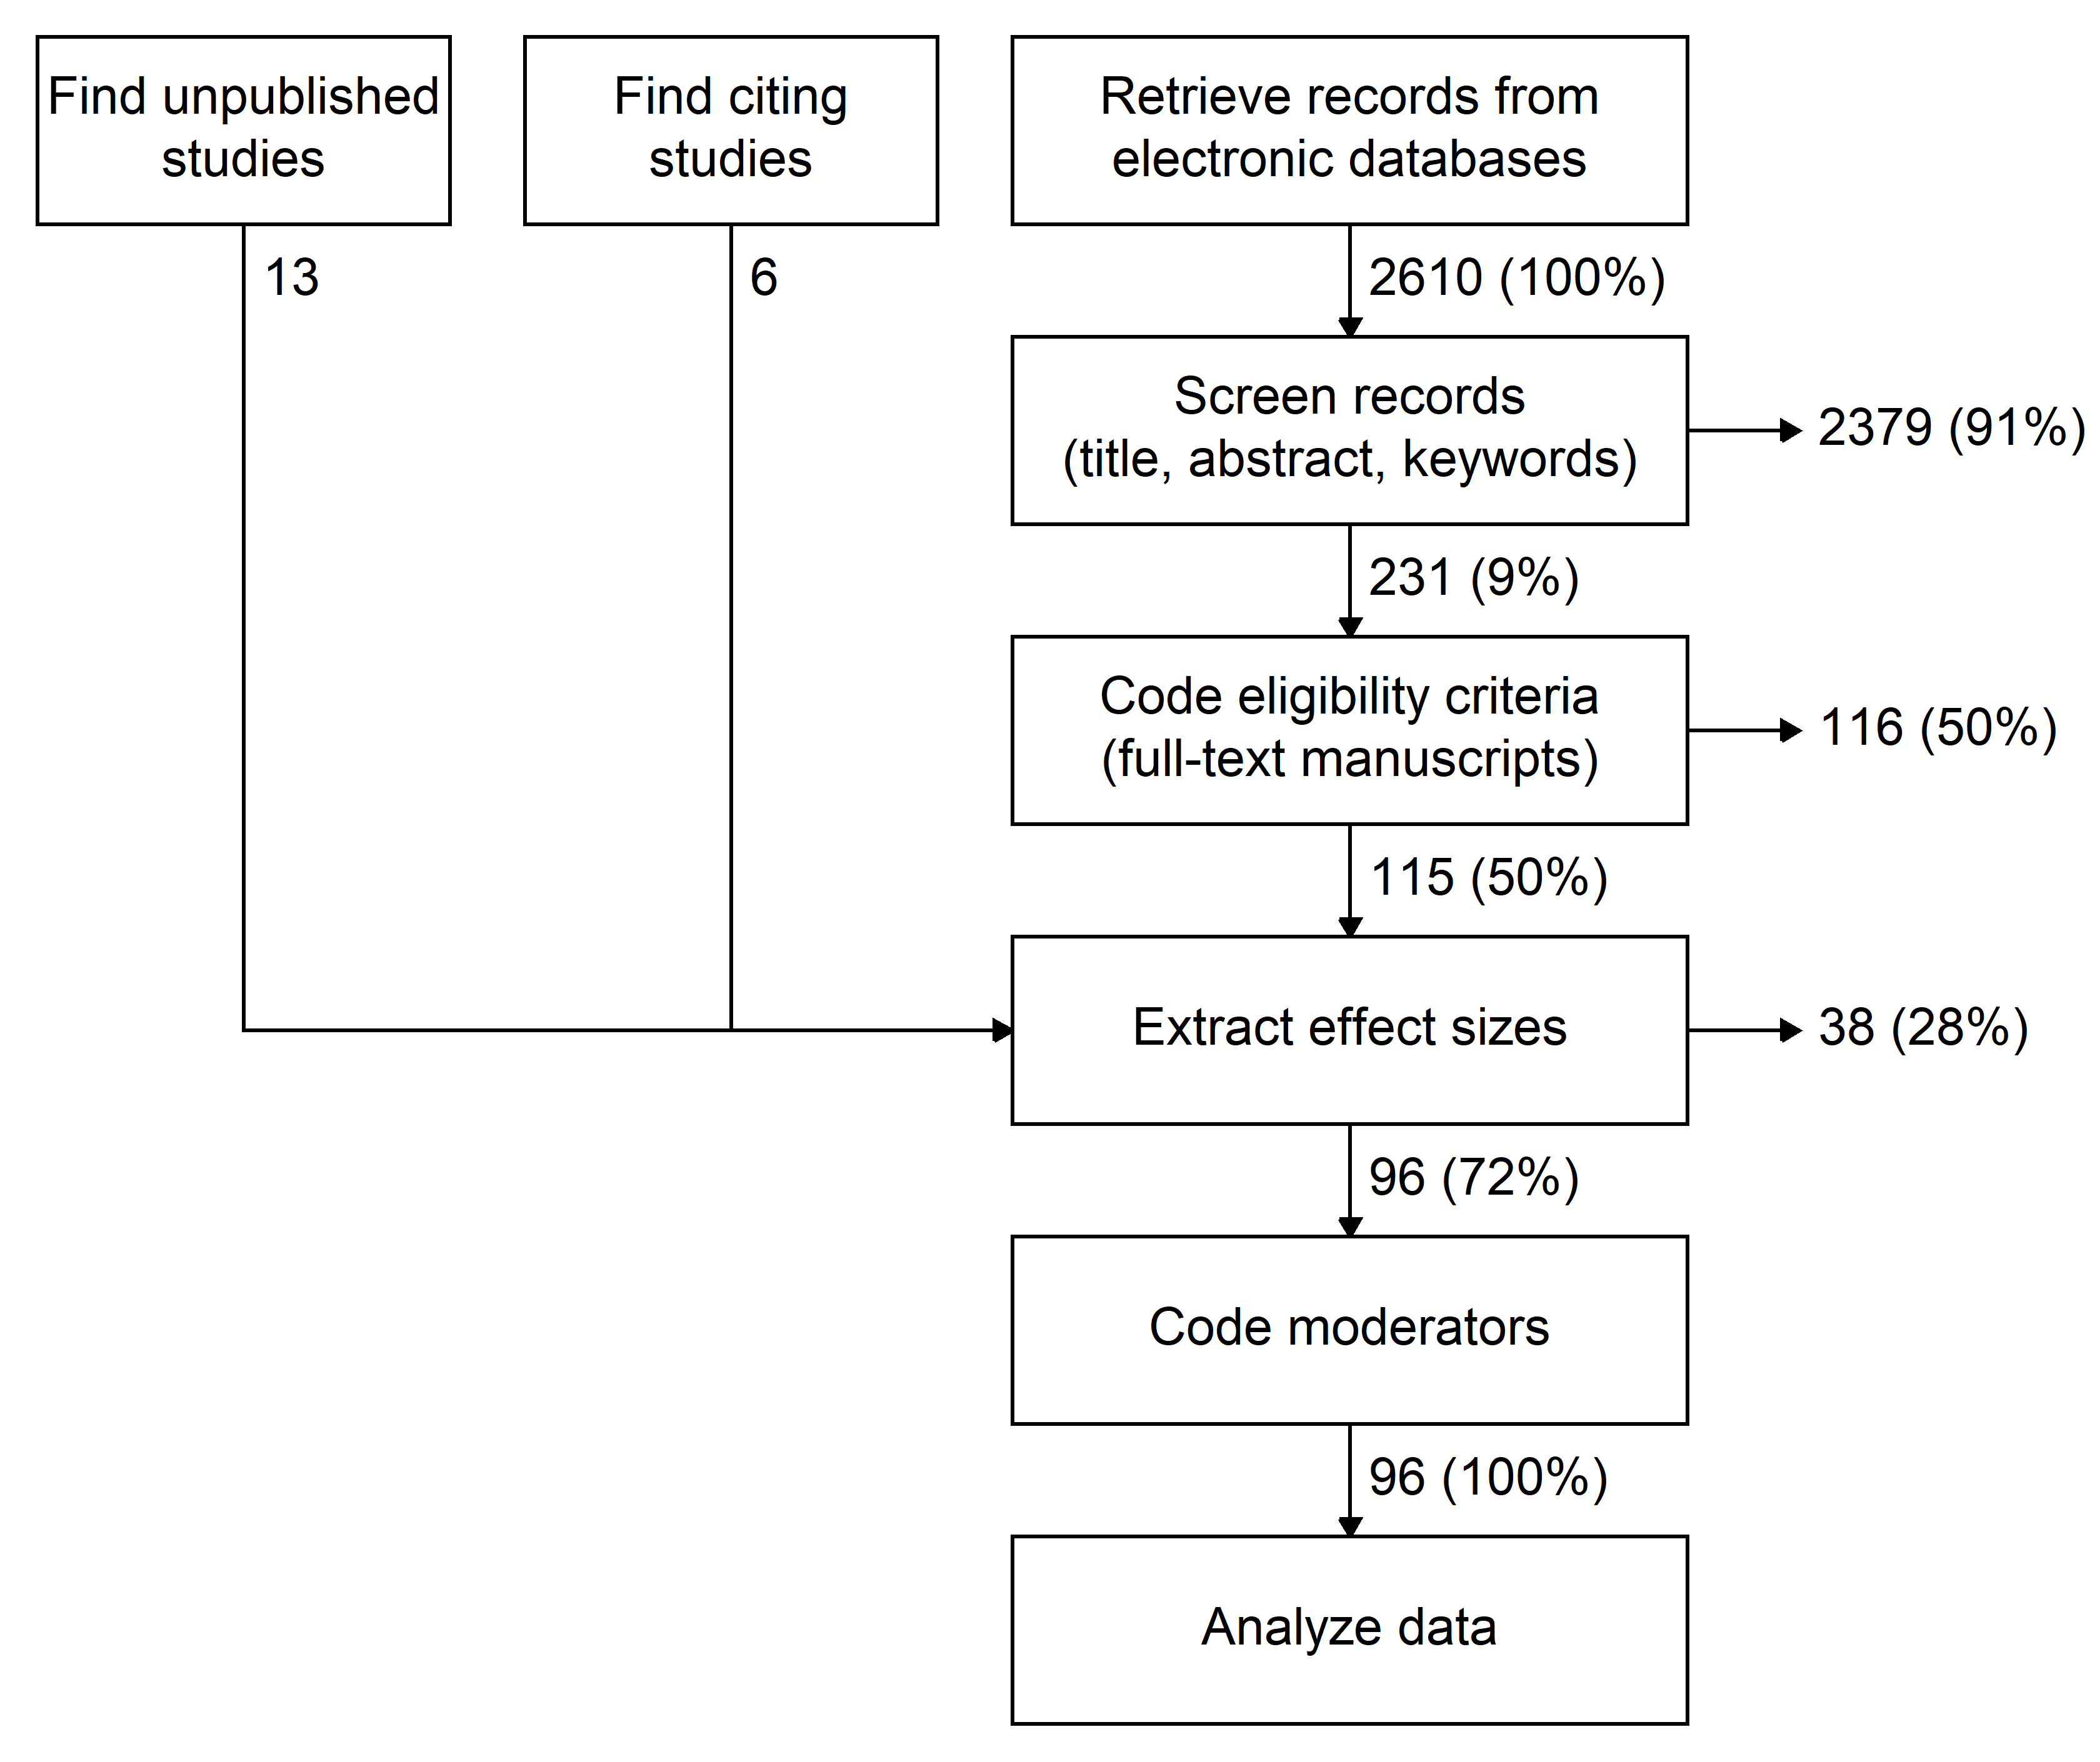 Find unpublished
studies
Find citing
studies
Retrieve records from
electronic databases
13
6
2610 (100%)
Screen records
(title, abstract, keywords)
2379 (91%)
231 (9%)
Code eligibility criteria
(full-text manuscripts)
116 (50%)
115 (50%)
Extract effect sizes
38 (28%)
96 (72%)
Code moderators
96 (100%)
Analyze data